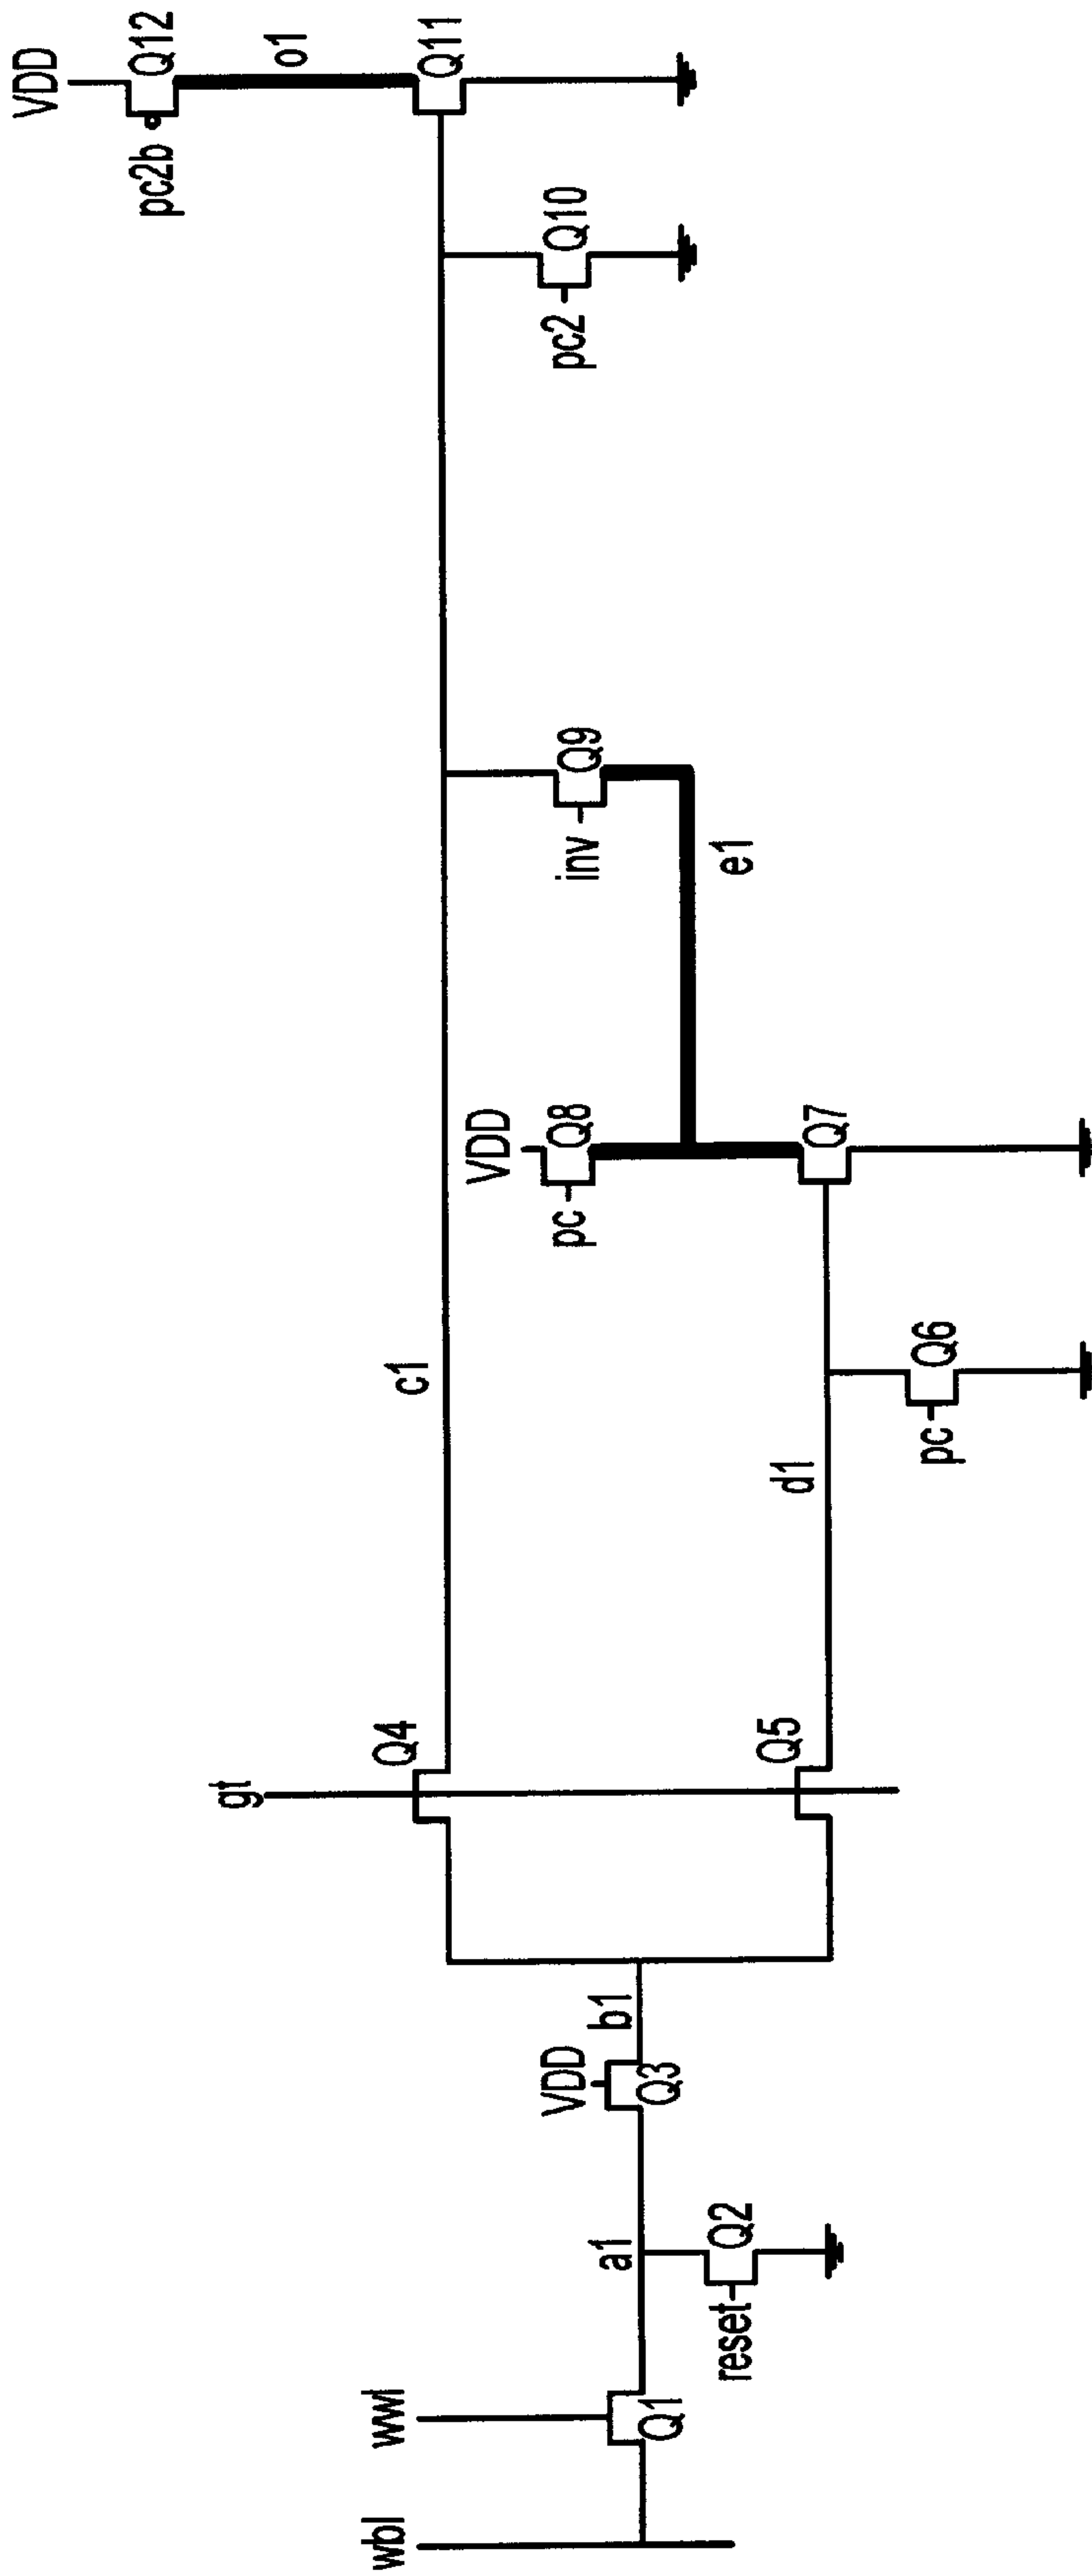 wbl
wwl
Q1
a1
reset
Q2
VDD
Q3
b1
gt
Q4
Q5
c1
d1
pc
Q6
VDD
pc
Q8
Q7
e1
inv
Q9
pc2
Q10
VDD
pc2b
Q12
o1
Q11